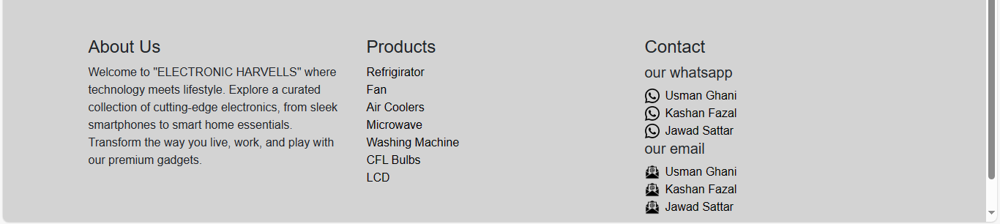 About Us
Welcome to "ELECTRONIC HARVELLS" where
technology meets lifestyle. Explore a curated
collection of cutting-edge electronics, from sleek
smartphones to smart home essentials.
Transform the way you live, work, and play with
our premium gadgets.
Products
Refrigirator
Fan
Air Coolers
Microwave
Washing Machine
CFL Bulbs
LCD
Contact
our whatsapp
Usman Ghani
Kashan Fazal
Jawad Sattar
our email
Usman Ghani
Kashan Fazal
Jawad Sattar